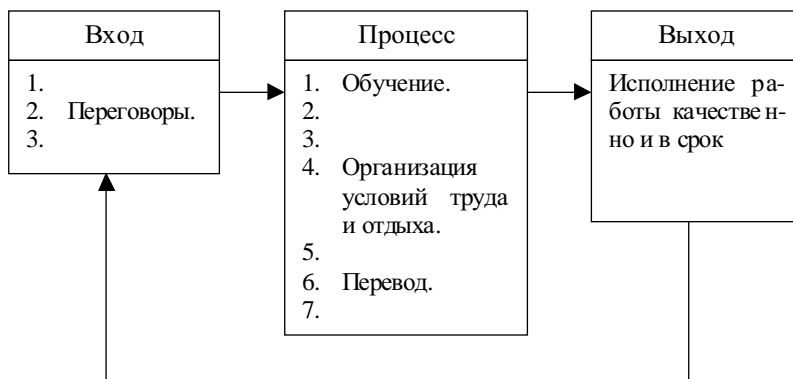 Вход
1.
2. Переговоры.
3.
Процесс
1. Обучение.
2.
3.
4. Организация
условий труда
и отдыха.
5.
6. Перевод.
7.
Выход
Исполнение ра-
боты качествен-
но и в срок